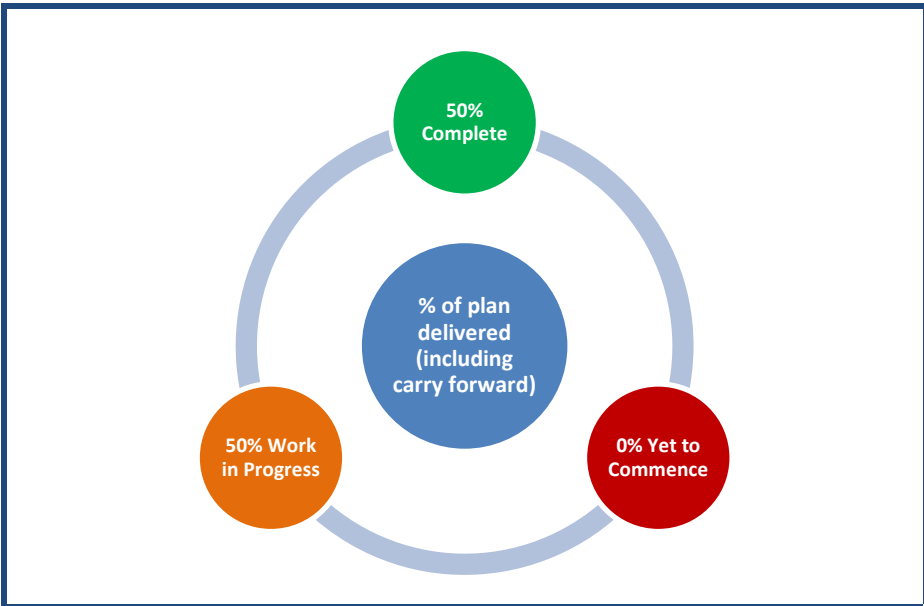 50%
Complete
% of plan
delivered
(including
carry forward)
50% Work
in Progress
0% Yet to
Commence